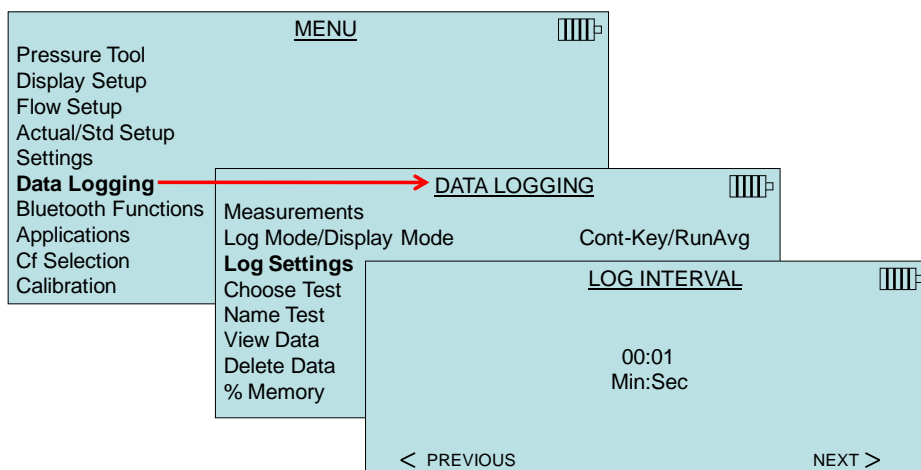 MENU
Pressure Tool
Display Setup
Flow Setup
Actual/Std Setup
Settings
Data Logging
Bluetooth Functions
Applications
Cf Selection
Calibration
DATA LOGGING
Measurements
Log Mode/Display Mode Cont-Key/RunAvg
Log Settings
Choose Test
Name Test
View Data
Delete Data
% Memory
LOG INTERVAL
00:01
Min:Sec
< PREVIOUS NEXT >